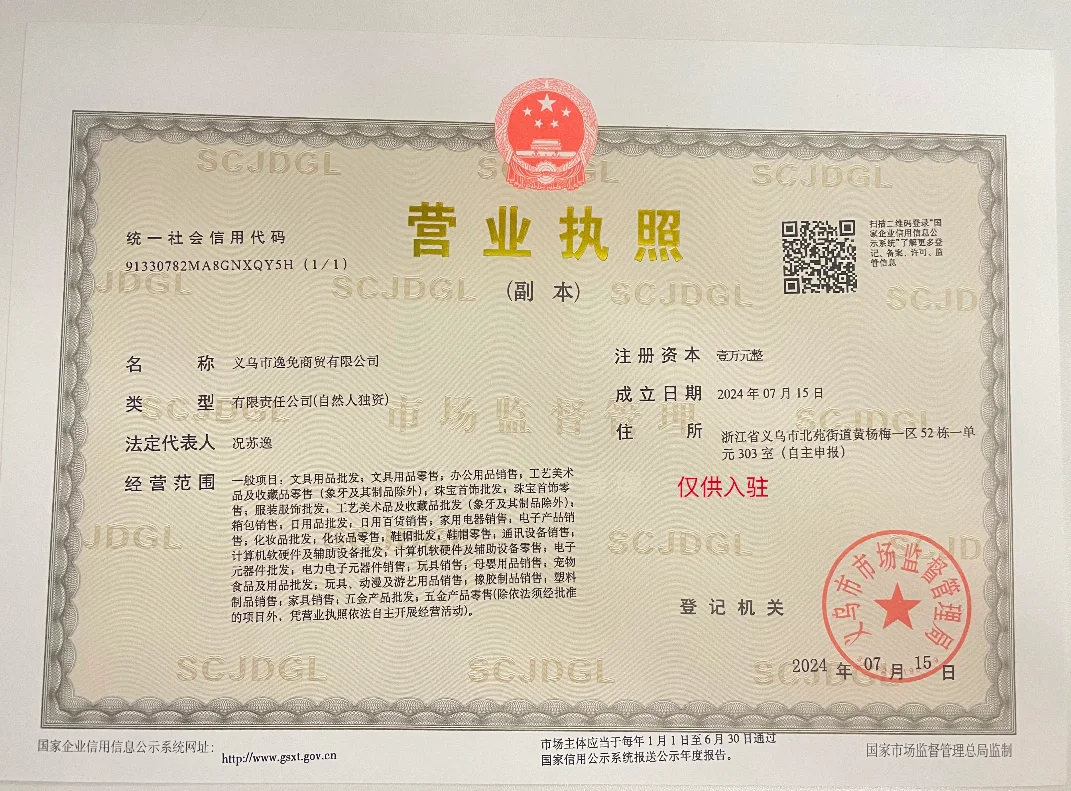 SCJDGL
SCJDGL
SCJDGL
营业执照
(副 本)
统一社会信用代码
91330782MA8GNXQY5H (1/1)
扫描二维码登录“国
家企业信用信息公
示系统”了解更多登
记、备案、许可、监
管信息
JDGL
SCJDGL
SCJDGL
SCJD
名 称 义乌市逸免商贸有限公司
类 型 有限责任公司(自然人独资)
法定代表人 况苏逸
经营范围 一般项目：文具用品批发；文具用品零售；办公用品销售；工艺美术
品及收藏品零售（象牙及其制品除外）；珠宝首饰批发；珠宝首饰零
售；服装服饰批发；工艺美术品及收藏品批发（象牙及其制品除外）；
箱包销售；日用品批发；日用百货销售；家用电器销售；电子产品销
售；化妆品批发；化妆品零售；鞋帽批发；鞋帽零售；通讯设备销售；
计算机软硬件及辅助设备批发；计算机软硬件及辅助设备零售；电子
元器件批发；电力电子元器件销售；玩具销售；母婴用品销售；宠物
食品及用品批发；玩具、动漫及游艺用品销售；橡胶制品销售；塑料
制品销售；家具销售；五金产品批发；五金产品零售(除依法须经批准
的项目外，凭营业执照依法自主开展经营活动)。
注册资本 壹万元整
成立日期 2024年07月15日
住 所 浙江省义乌市北苑街道黄杨梅一区52栋一单
元303室（自主申报）
SCJDGL
市场监督管理
SCJDGL
仅供入驻
JDGL
SCJDGL
SCJD
登记机关
义乌市市场监督管理局
2024年07月15日
SCJDGL
SCJDGL
SCJDGL
国家企业信用信息公示系统网址：
http://www.gsxt.gov.cn
市场主体应当于每年1月1日至6月30日通过
国家信用公示系统报送公示年度报告。
国家市场监督管理总局监制